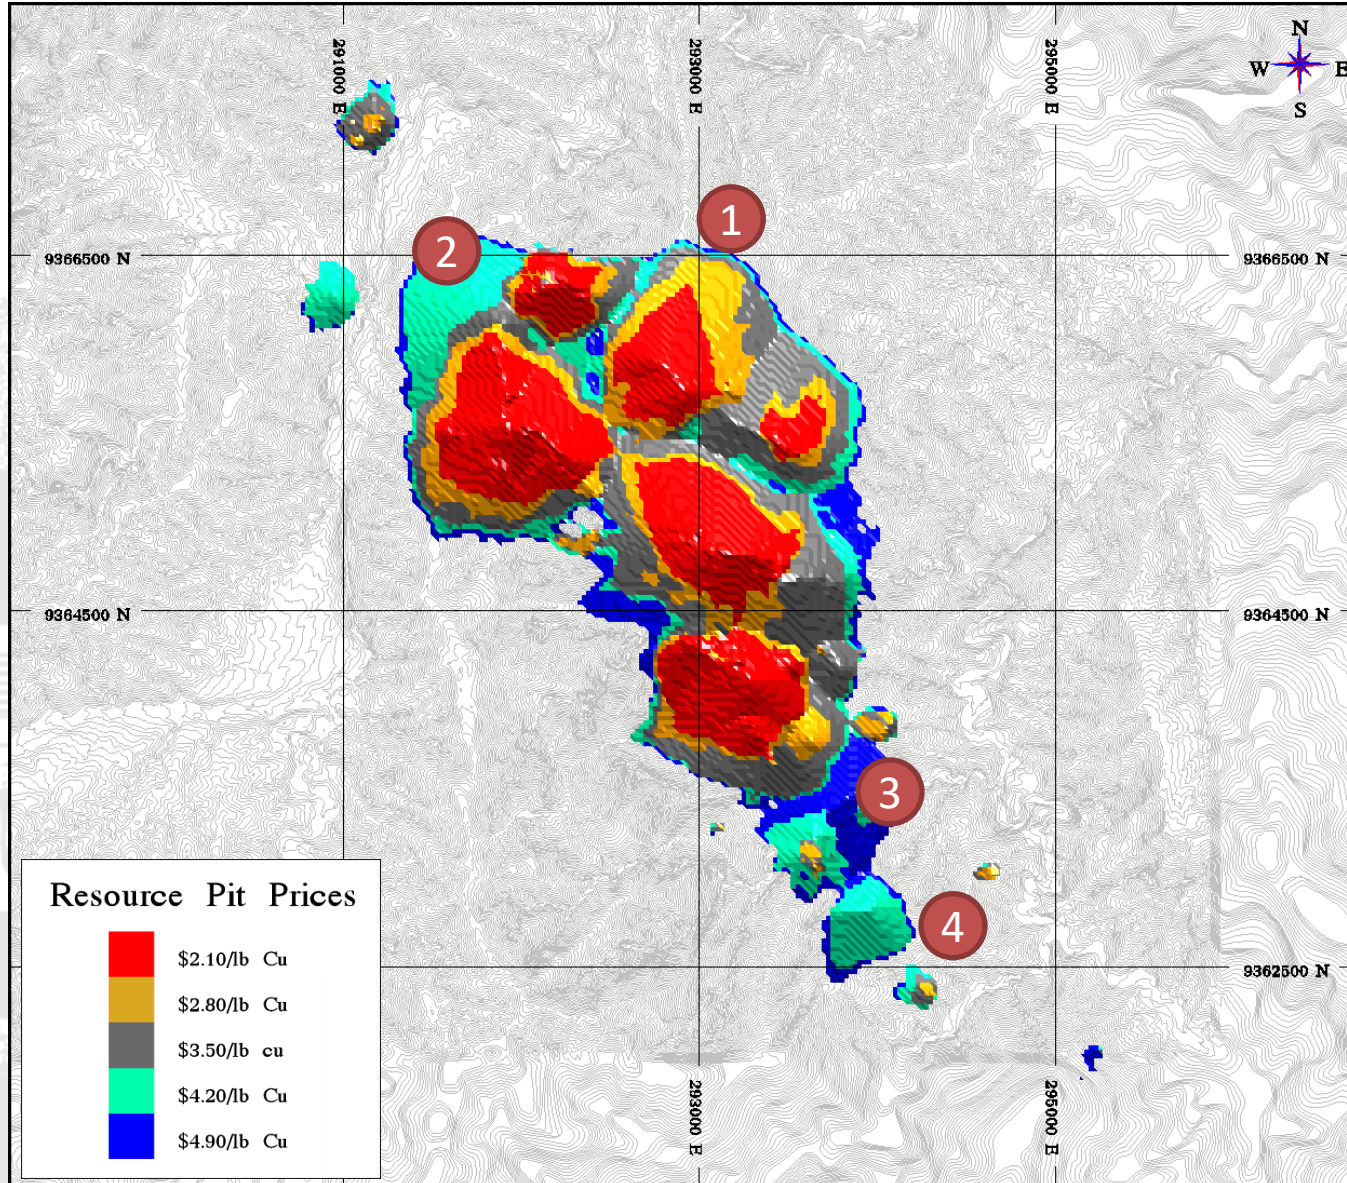 N
W E
S
291000 E
293000 E
295000 E
1
2
9366500 N
9366500 N
9364500 N
9364500 N
3
4
9362500 N
Resource Pit Prices
$2.10/lb Cu
$2.80/lb Cu
$3.50/lb cu
$4.20/lb Cu
$4.90/lb Cu
293000 E
295000 E